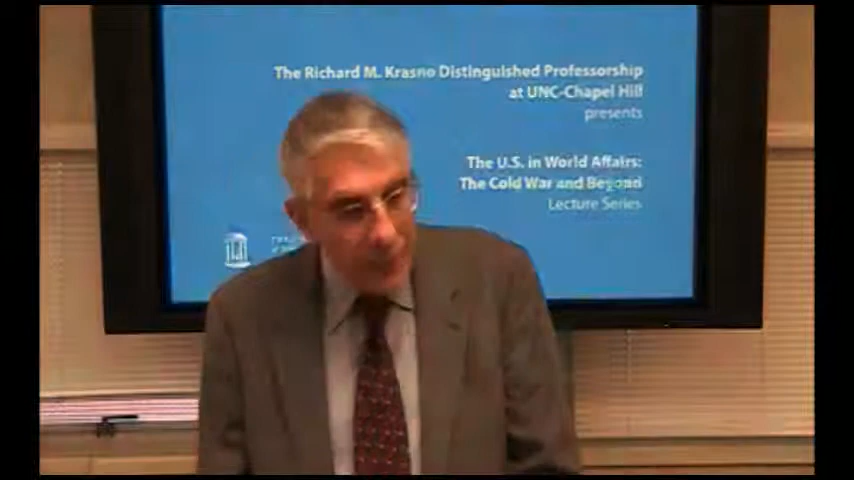 The Richard M. Krasno Distinguished Professorship
at UNC-Chapel Hill
presents
The U.S. in World Affairs:
The Cold War and Beyond
Lecture Series